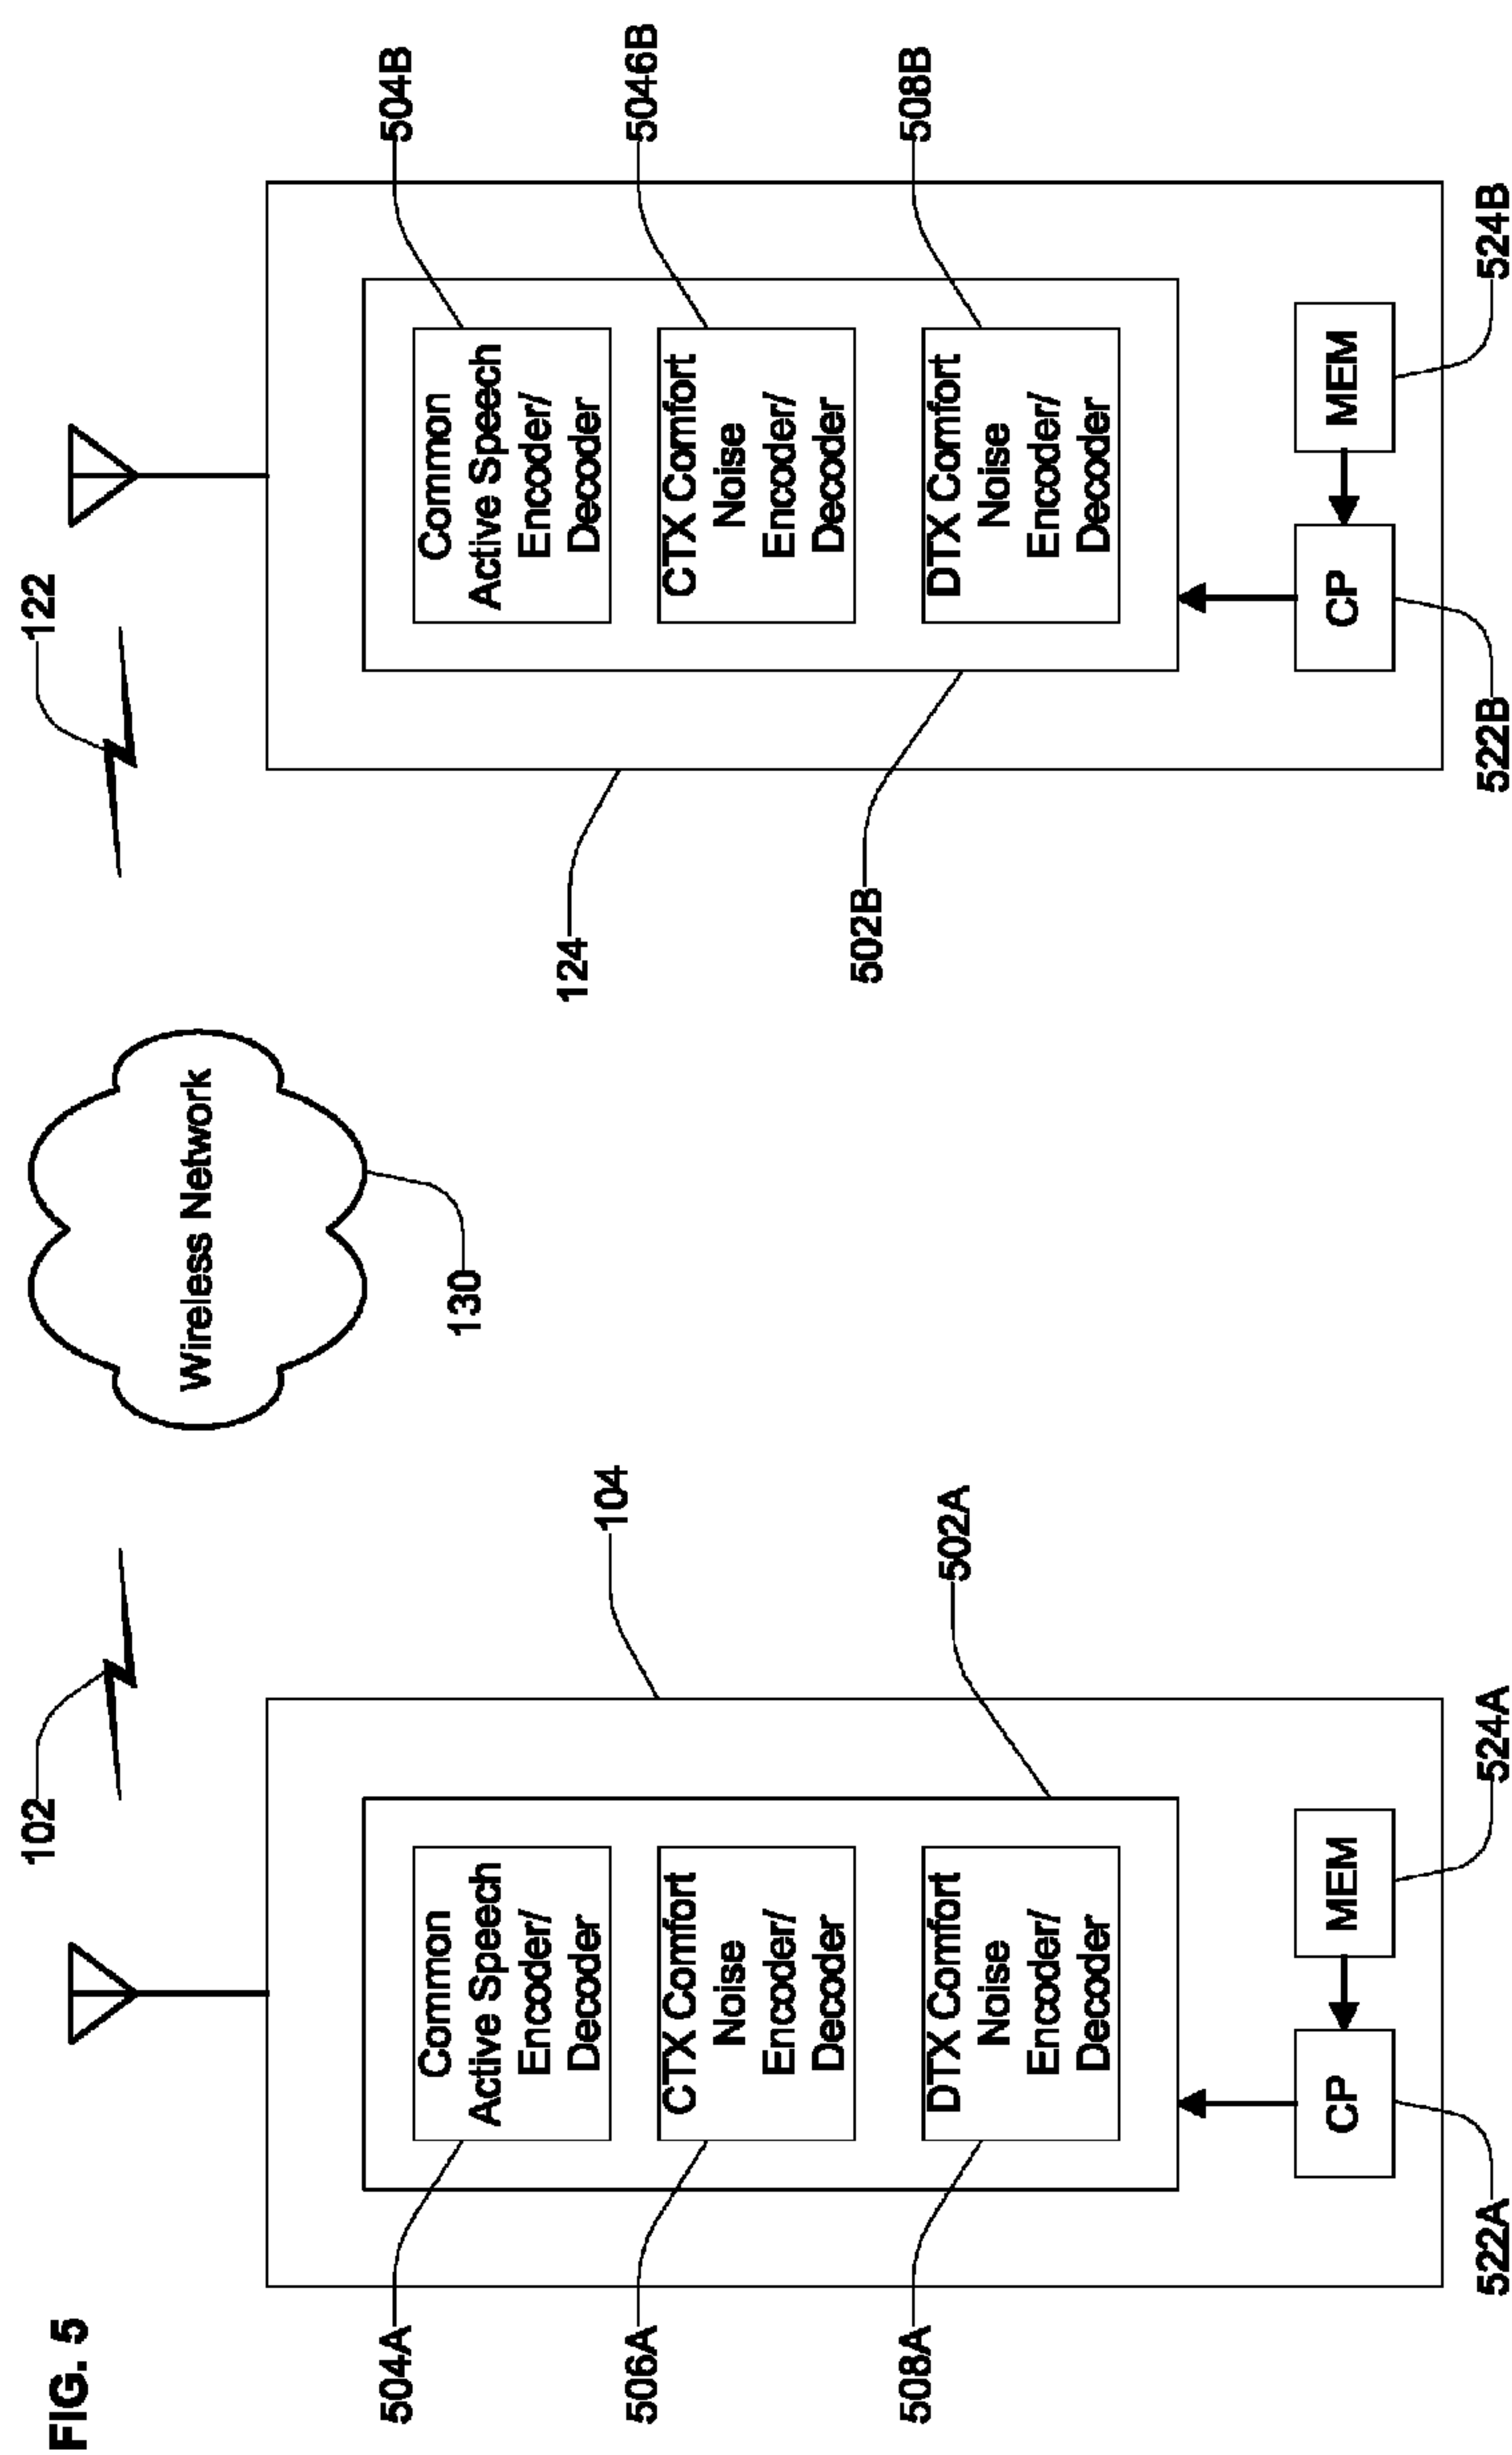 FIG. 5
102
122
Wireless Network
130
104
124
504A
506A
508A
502A
Common
Active Speech
Encoder/
Decoder
CTX Comfort
Noise
Encoder/
Decoder
DTX Comfort
Noise
Encoder/
Decoder
CP
MEM
522A
524A
504B
5046B
508B
502B
Common
Active Speech
Encoder/
Decoder
CTX Comfort
Noise
Encoder/
Decoder
DTX Comfort
Noise
Encoder/
Decoder
CP
MEM
522B
524B